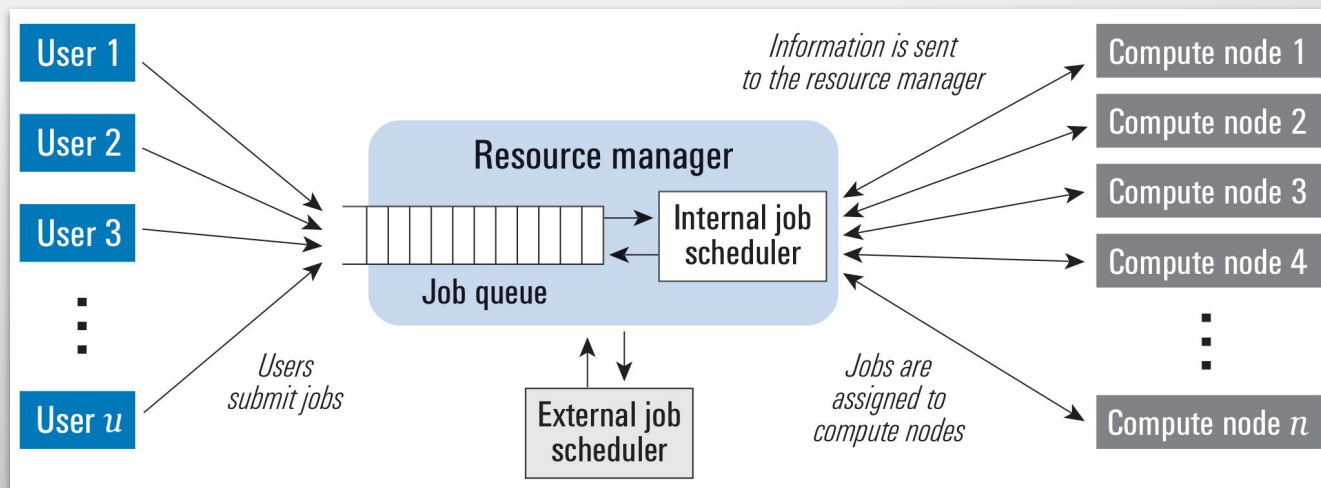 User 1
User 2
User 3
User u
Users
submit jobs
Resource manager
Job queue
Internal job
scheduler
External job
scheduler
Information is sent
to the resource manager
Jobs are
assigned to
compute nodes
Compute node 1
Compute node 2
Compute node 3
Compute node 4
Compute node n